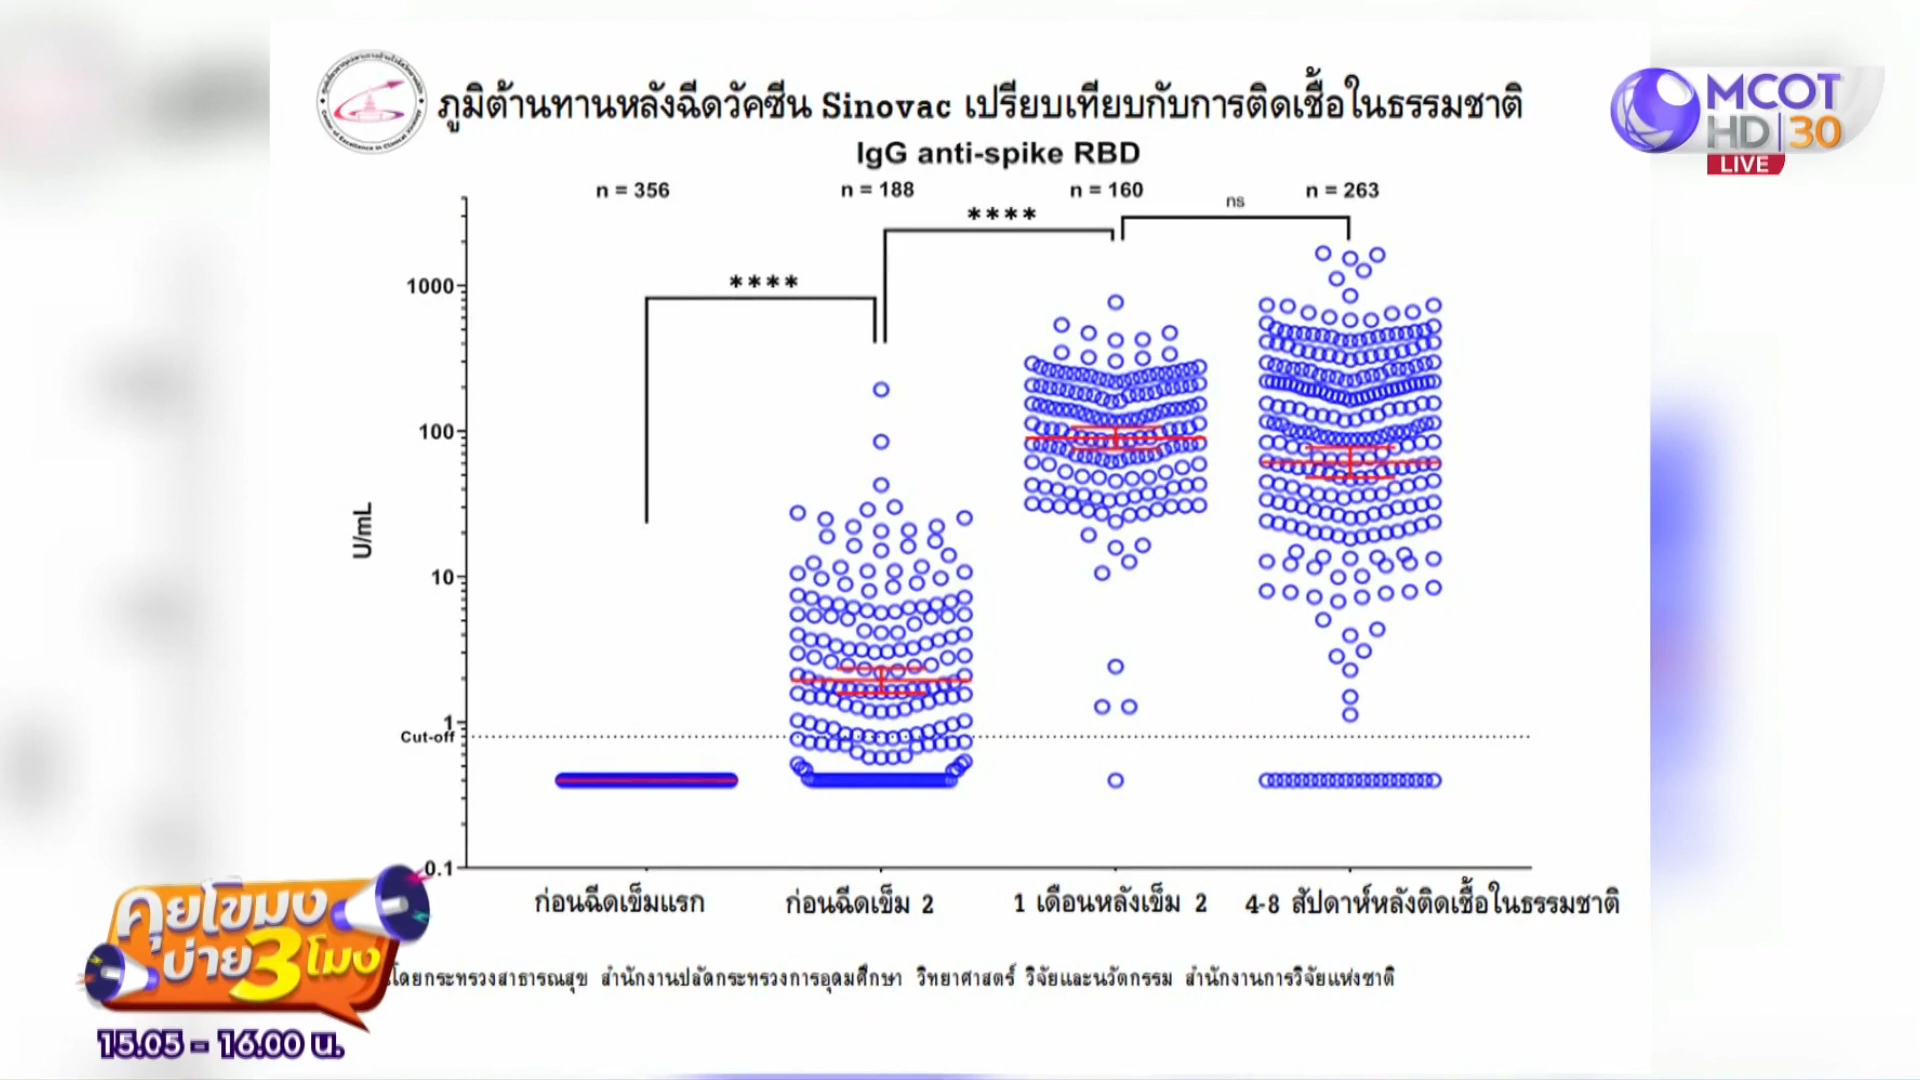 ภูมิต้านทานหลังฉีดวัคซีน Sinovac เปรียบเทียบกับการติดเชื้อในธรรมชาติ
IgG anti-spike RBD
n = 356 n = 188 n = 160 n = 263
MCOT
HD 30
LIVE
ns
****
****
1000
100
10
1
Cut-off
0.1
U/mL
ก่อนฉีดเข็มแรก ก่อนฉีดเข็ม 2 1 เดือนหลังเข็ม 2 4-8 สัปดาห์หลังติดเชื้อในธรรมชาติ
โดยกระทรวงสาธารณสุข สำนักงานปลัดกระทรวงการอุดมศึกษา วิทยาศาสตร์ วิจัยและนวัตกรรม สำนักงานการวิจัยแห่งชาติ
คุยโขมง
บ่าย 3 โมง
15.05 - 16.00 น.